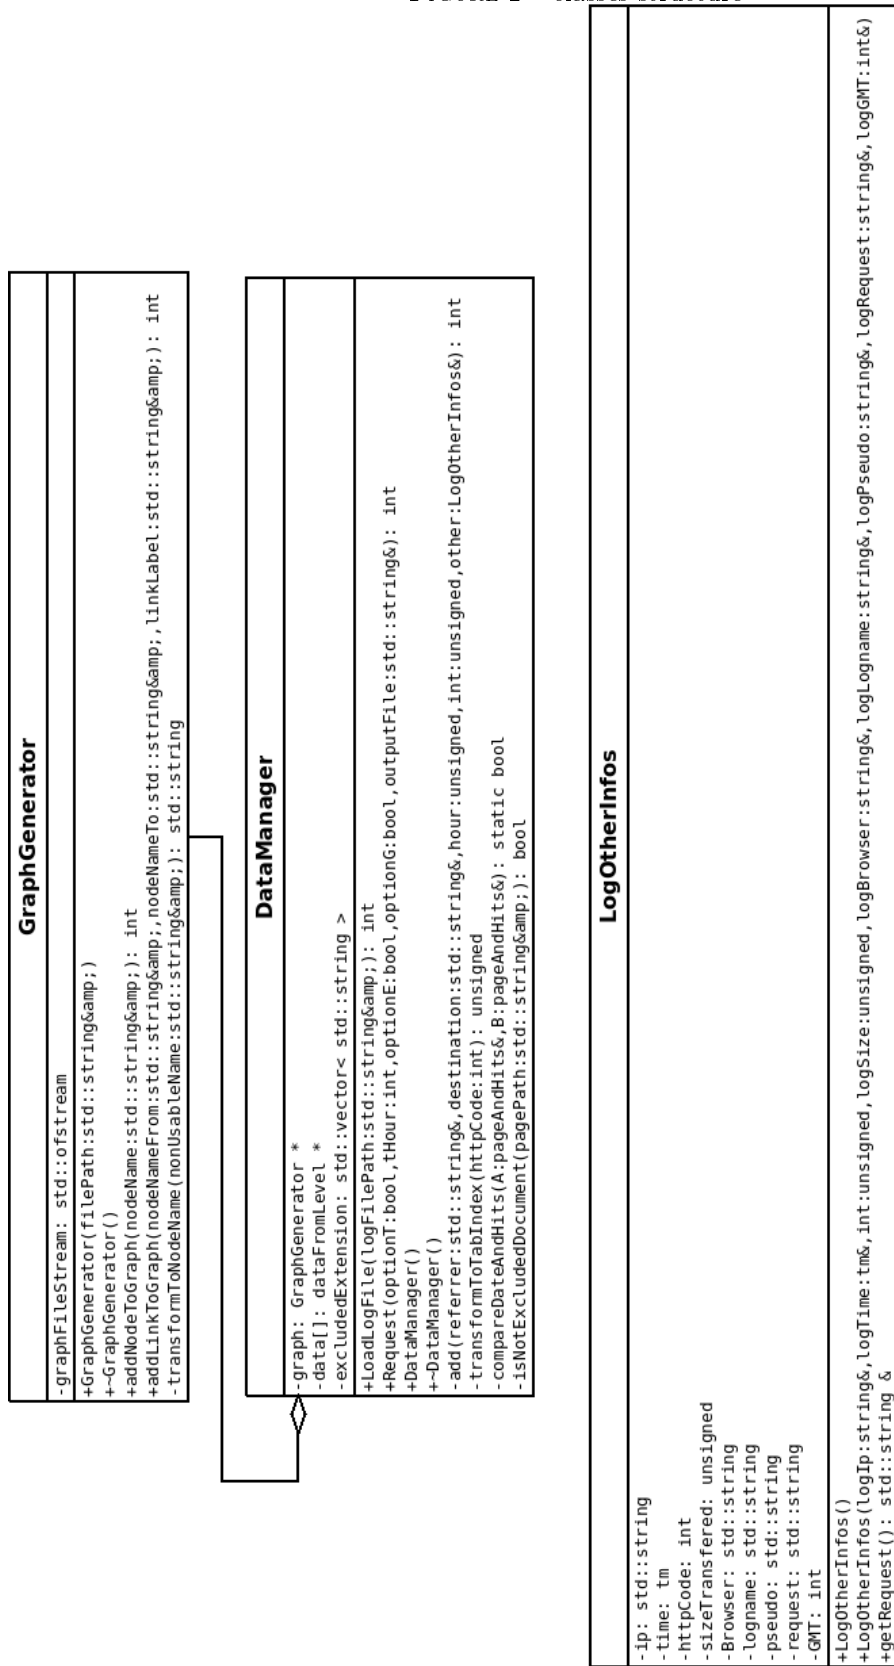 GraphGenerator
-graphFileStream: std::ofstream
+GraphGenerator(filePath:std::string&amp;)
+~GraphGenerator()
+addNodeToGraph(nodeName:std::string&amp;): int
+addLinkToGraph(nodeNameFrom:std::string&amp;,nodeNameTo:std::string&amp;,linkLabel:std::string&amp;): int
-transformToNodeName(nonUsableName:std::string&amp;): std::string
DataManager
-graph: GraphGenerator *
-data[]: dataFromLevel *
-excludedExtension: std::vector< std::string >
+LoadLogFile(logFilePath:std::string&amp;): int
+Request(optionT:bool,tHour:int,optionE:bool,optionG:bool,outputFile:std::string&): int
+DataManager()
+~DataManager()
-add(referrer:std::string&,destination:std::string&,hour:unsigned,int:unsigned,other:LogOtherInfos&): int
-transformToTabIndex(httpCode:int): unsigned
-compareDateAndHits(A:pageAndHits&,B:pageAndHits&): static bool
-isNotExcludedDocument(pagePath:std::string&amp;): bool
LogOtherInfos
-ip: std::string
-time: tm
-httpCode: int
-sizeTransfered: unsigned
-Browser: std::string
-logname: std::string
-pseudo: std::string
-request: std::string
-GMT: int
+LogOtherInfos()
+LogOtherInfos(logIp:string&,logTime:tm&,int:unsigned,logSize:unsigned,logBrowser:string&,logLogname:string&,logPseudo:string&,logRequest:string&,logGMT:int&)
+getRequest(): std::string &